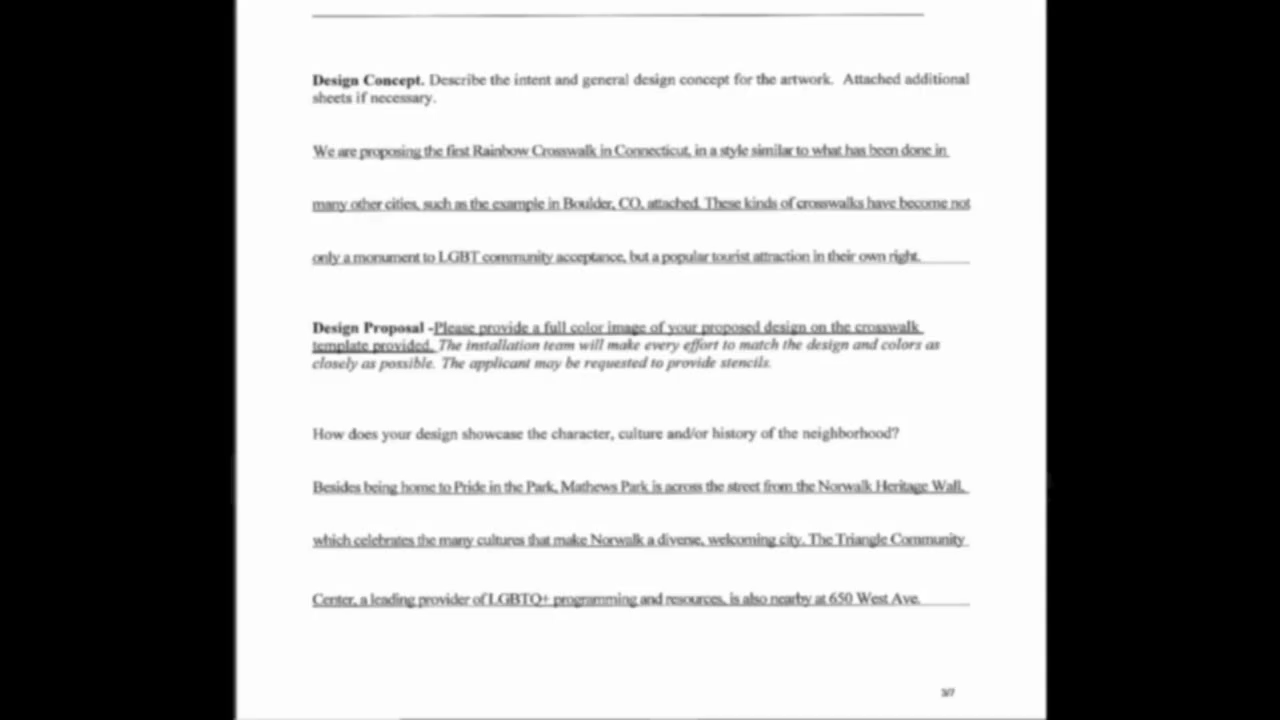 Design Concept. Describe the intent and general design concept for the artwork. Attached additional
sheets if necessary.
We are proposing the first Rainbow Crosswalk in Connecticut, in a style similar to what has been done in
many other cities, such as the example in Boulder, CO, attached. These kinds of crosswalks have become not
only a monument to LGBT community acceptance, but a popular tourist attraction in their own right.
Design Proposal -Please provide a full color image of your proposed design on the crosswalk
template provided. The installation team will make every effort to match the design and colors as
closely as possible. The applicant may be requested to provide stencils.
How does your design showcase the character, culture and/or history of the neighborhood?
Besides being home to Pride in the Park, Mathews Park is across the street from the Norwalk Heritage Wall,
which celebrates the many cultures that make Norwalk a diverse, welcoming city. The Triangle Community
Center, a leading provider of LGBTQ+ programming and resources, is also nearby at 650 West Ave.
3/7